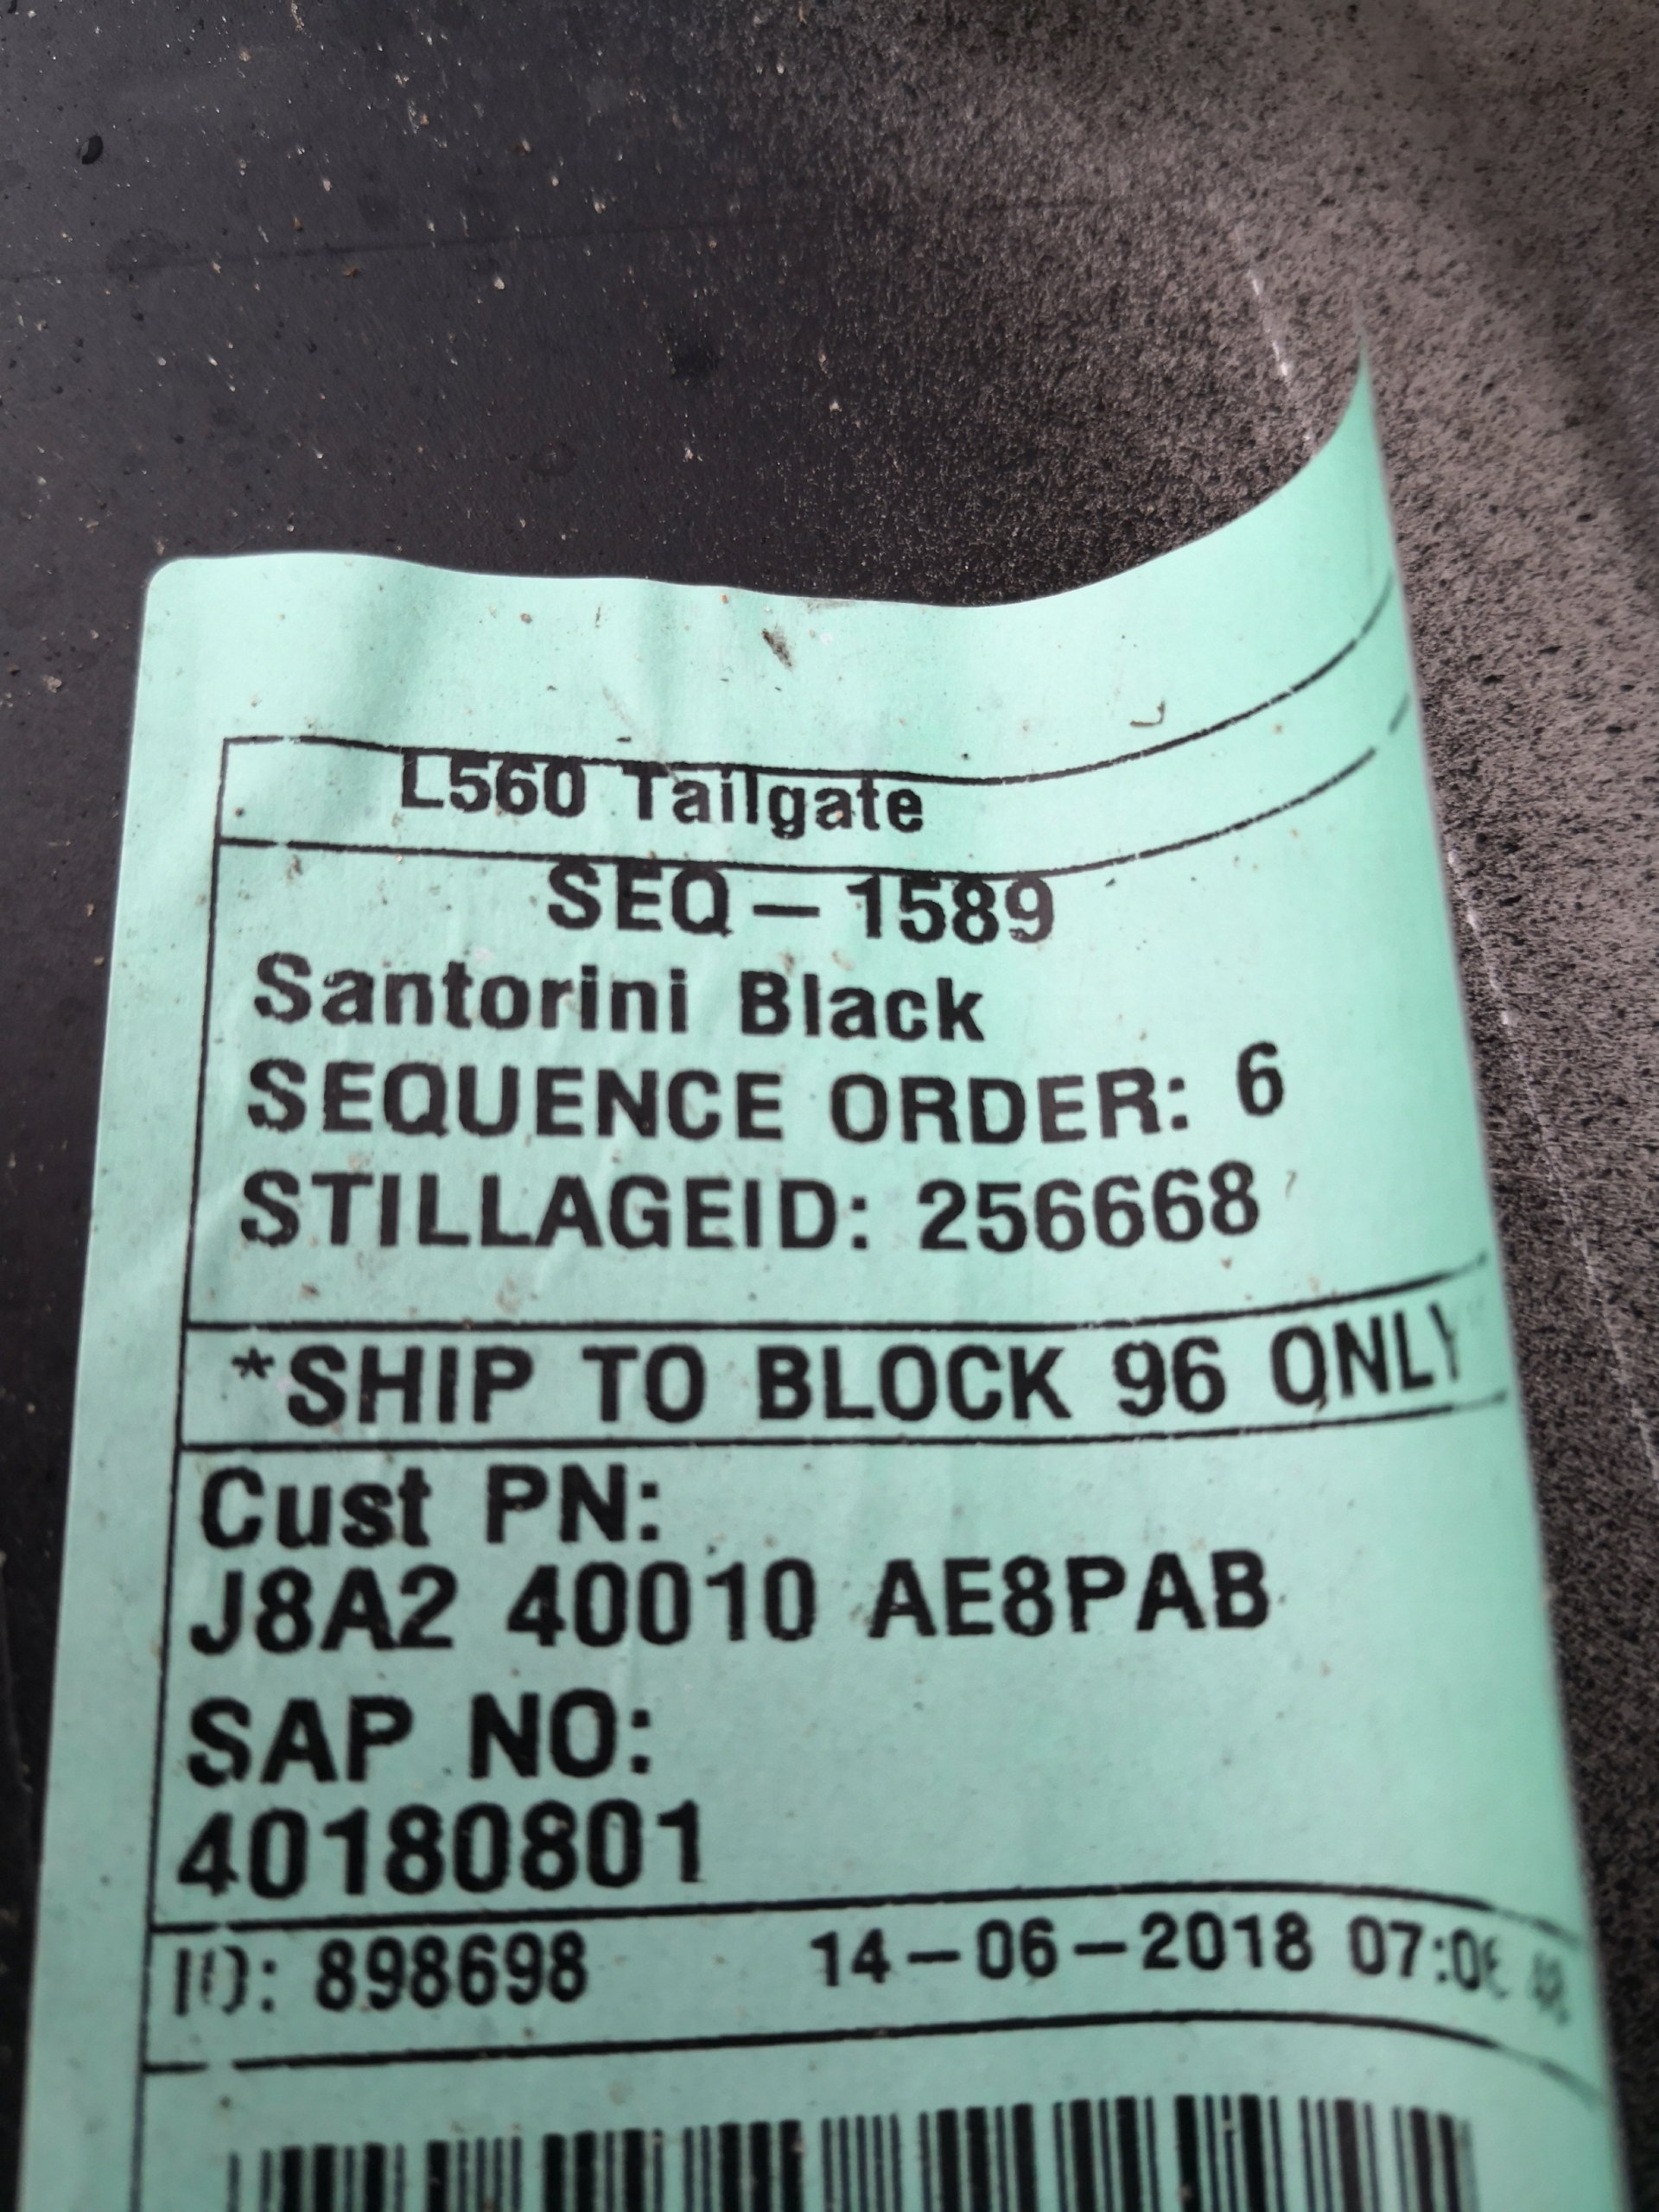 L560 Tailgate
SEQ-1589
Santorini Black
SEQUENCE ORDER: 6
STILLAGEID: 256668
*SHIP TO BLOCK 96 ONLY
Cust PN:
J8A2 40010 AE8PAB
SAP NO:
40180801
ID: 898698 14-06-2018